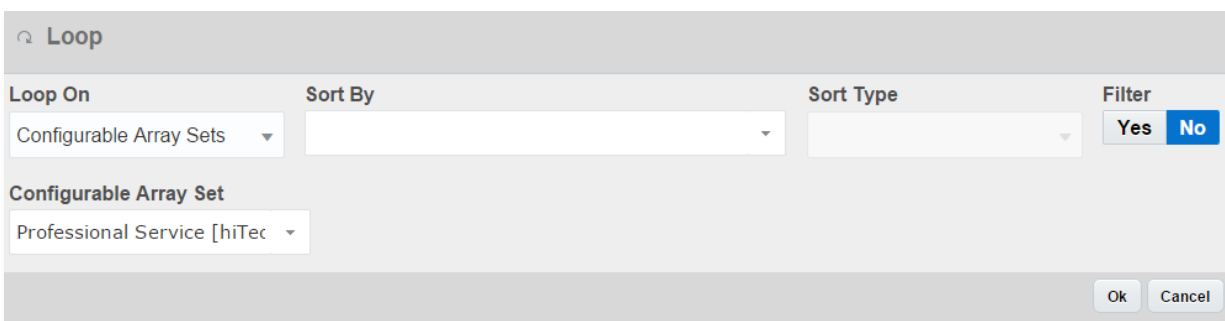 Loop
Loop On Sort By Sort Type Filter
Configurable Array Sets Yes No
Configurable Array Set
Professional Service [hiTec
Ok Cancel